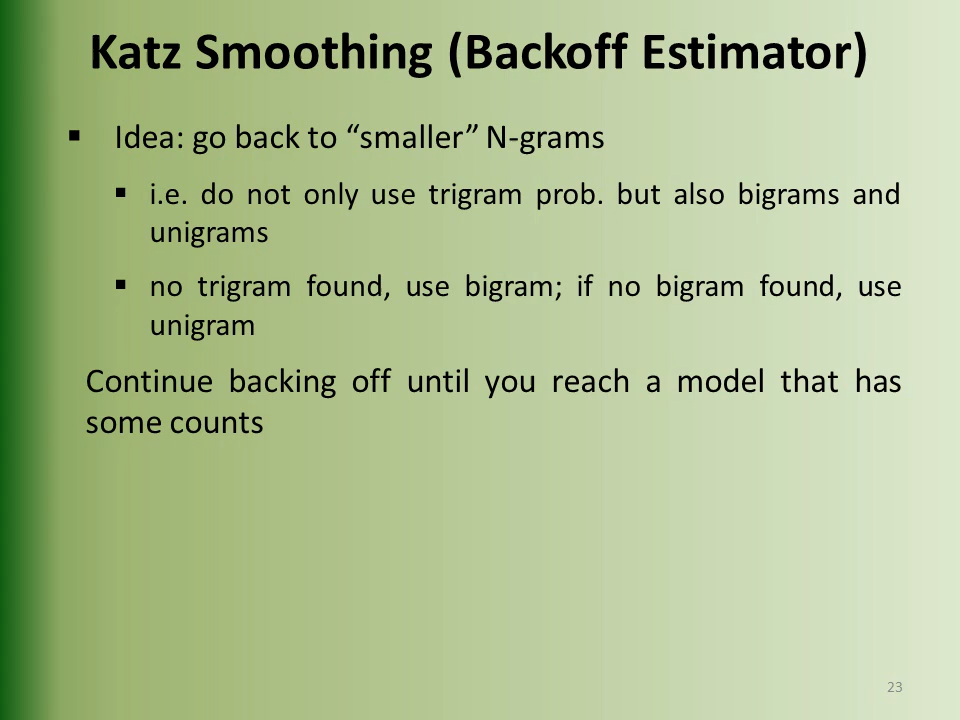 Katz Smoothing (Backoff Estimator)
▪ Idea: go back to “smaller” N-grams
▪ i.e. do not only use trigram prob. but also bigrams and
unigrams
▪ no trigram found, use bigram; if no bigram found, use
unigram
Continue backing off until you reach a model that has
some counts
23